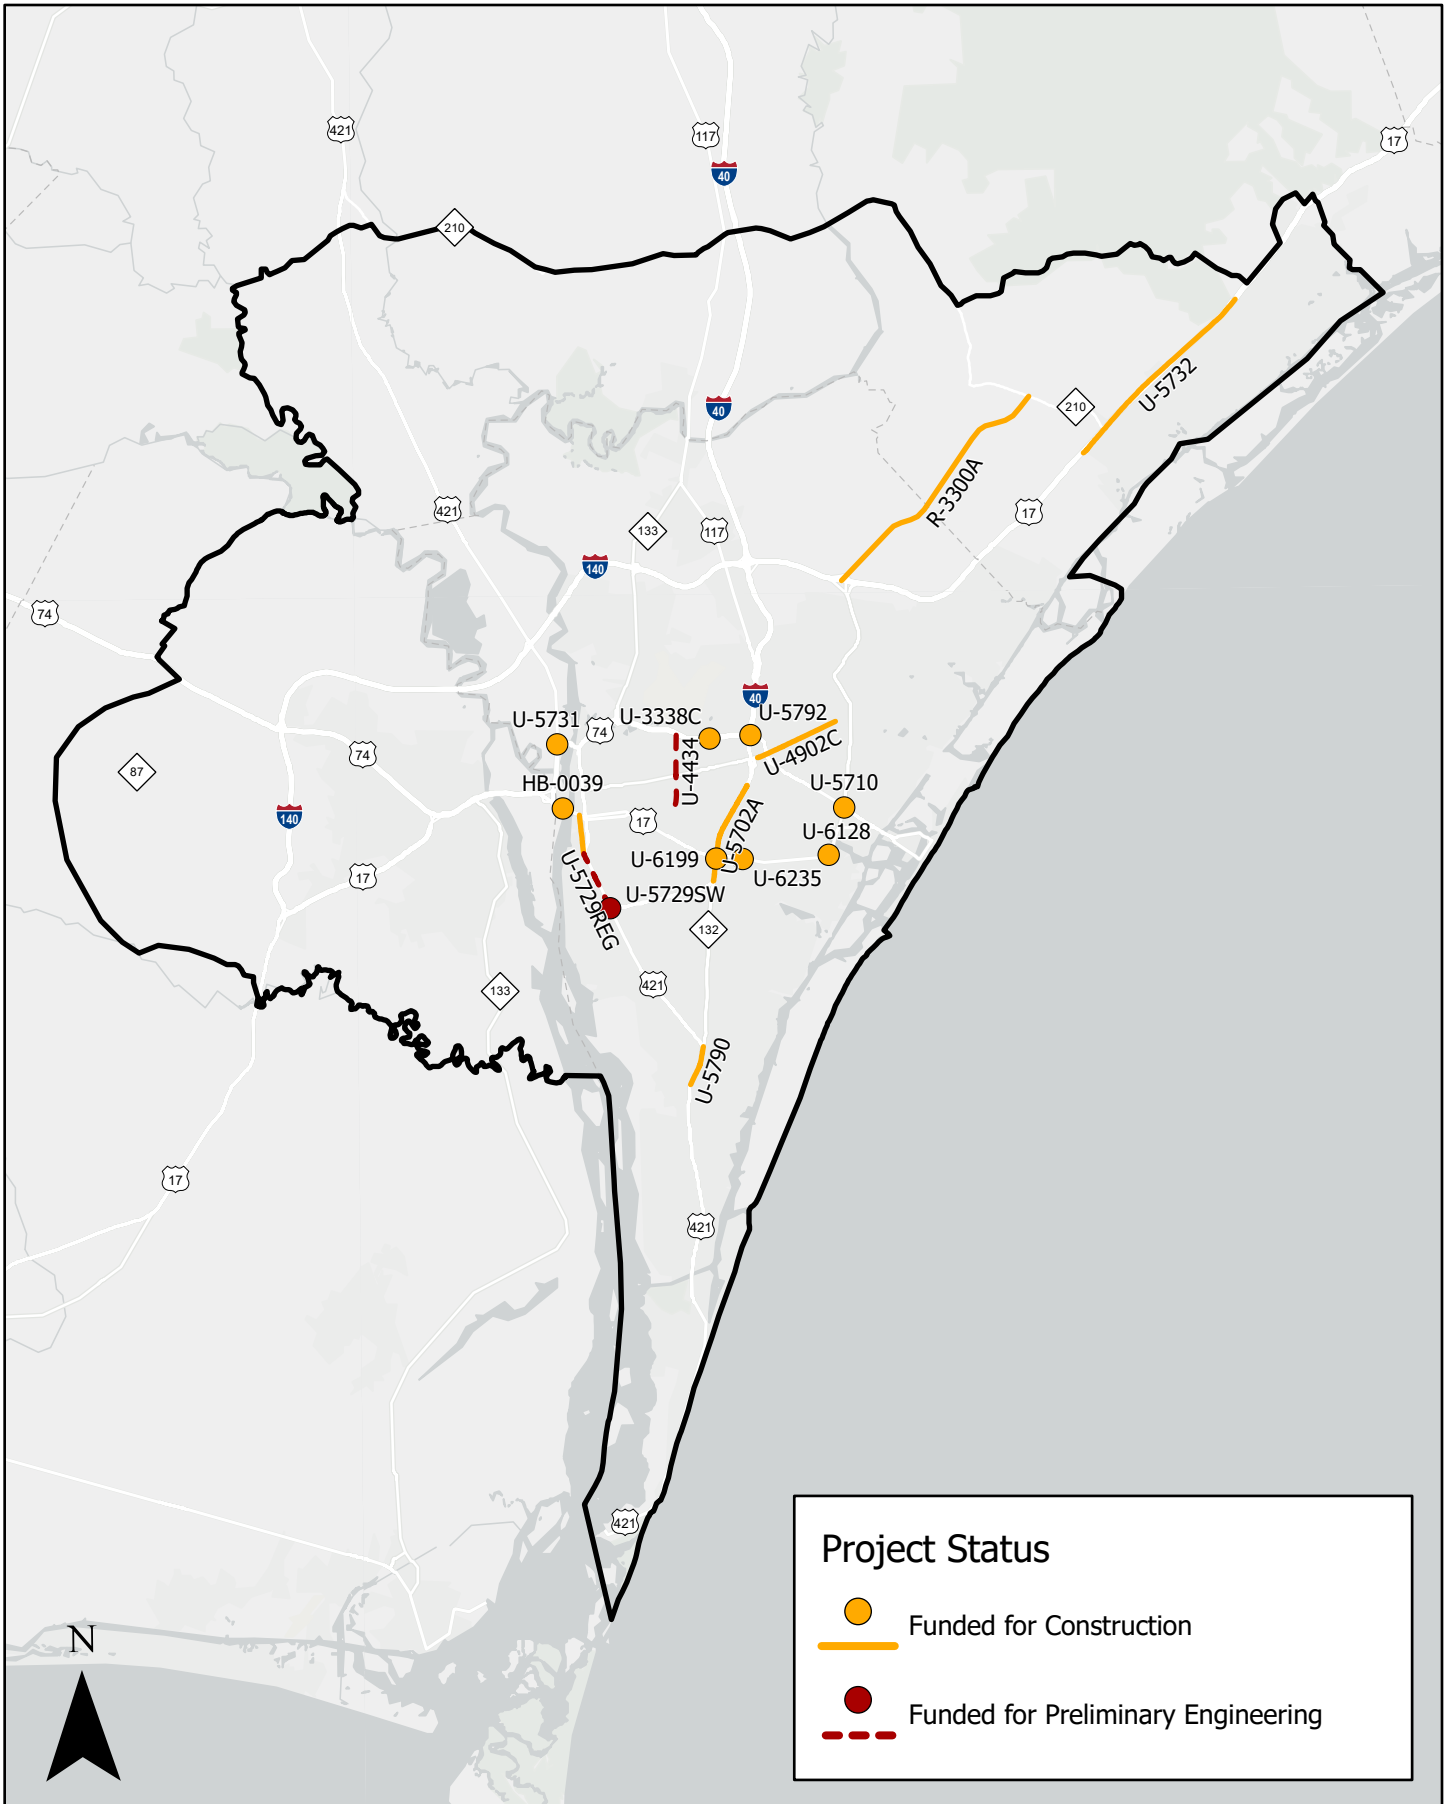 421
117
17
40
210
40
210
U-5732
R-3300A
17
421
133
117
140
74
U-5731
74
U-3338C
40
U-5792
U-4434
U-4902C
74
87
HB-0039
U-5710
140
17
U-5702A
U-6128
U-6199
U-6235
17
U-5729REG
U-5729SW
132
421
133
U-5790
17
421
421
Project Status
Funded for Construction
Funded for Preliminary Engineering
N